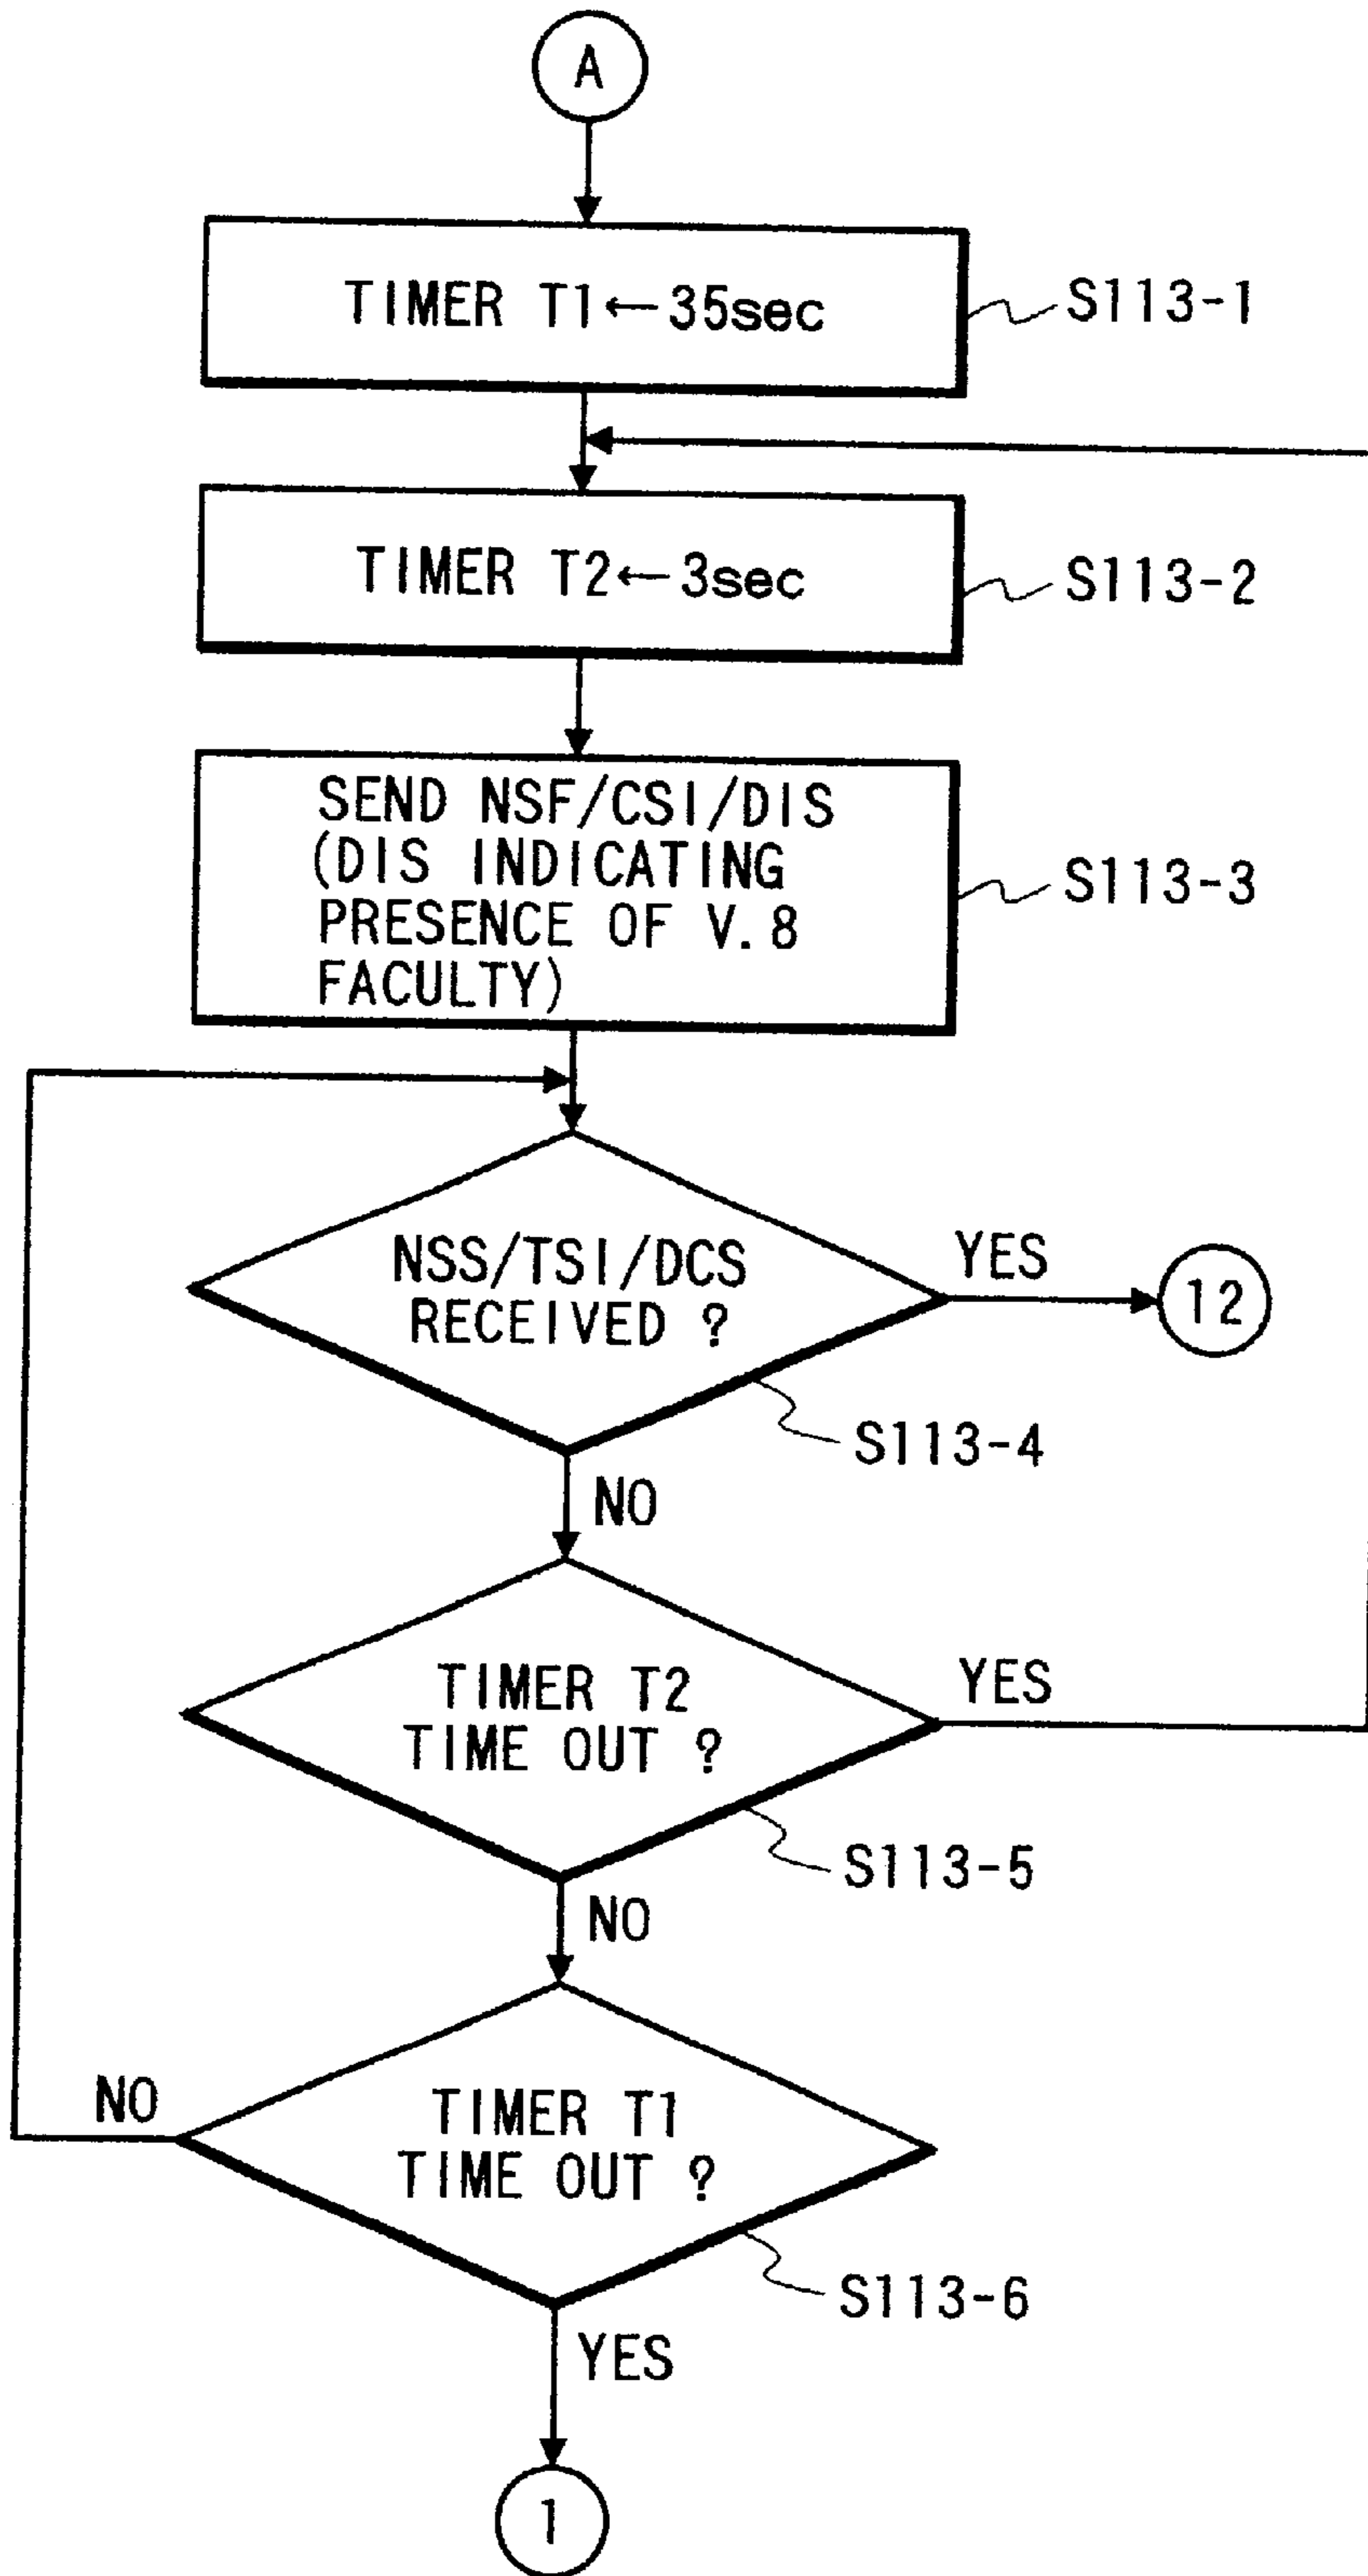 A
TIMER T1←35sec
S113-1
TIMER T2←3sec
S113-2
SEND NSF/CSI/DIS
(DIS INDICATING
PRESENCE OF V.8
FACULTY)
S113-3
NSS/TSI/DCS
RECEIVED ?
YES
12
S113-4
NO
TIMER T2
TIME OUT ?
YES
S113-5
NO
TIMER T1
TIME OUT ?
NO
S113-6
YES
1